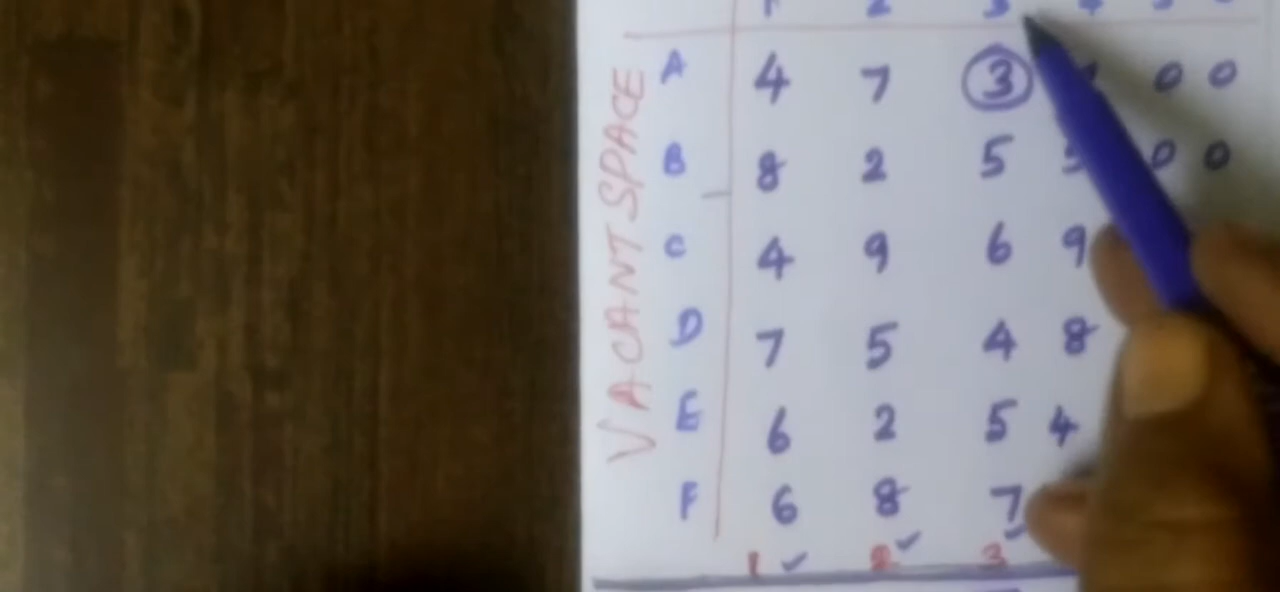 1 2 3
VACANT SPACE
A 4 7 3 0 0
B 8 2 5 5 0 0
C 4 9 6 9
D 7 5 4 8
E 6 2 5 4
F 6 8 7
1 ✓ 2 ✓ 3 ✓